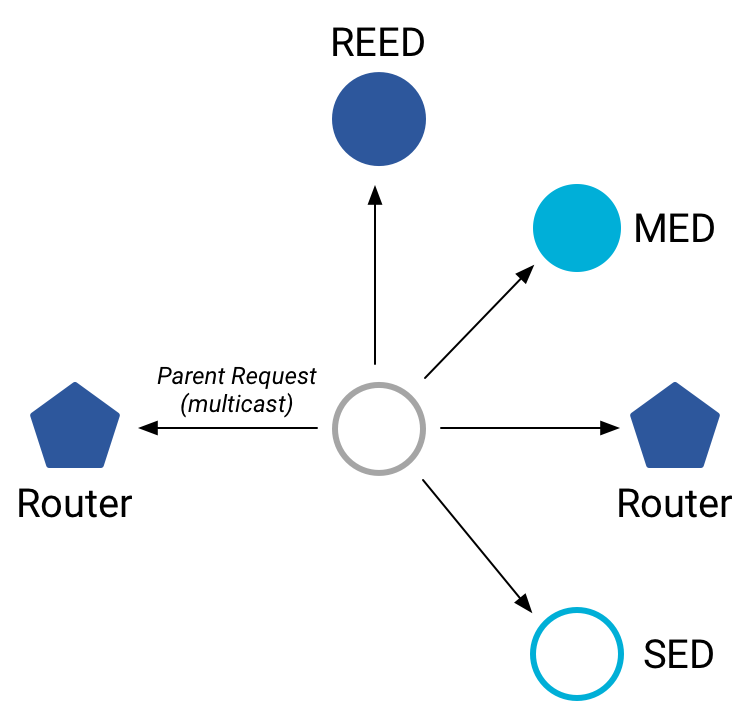 REED
MED
Parent Request
(multicast)
Router
Router
SED